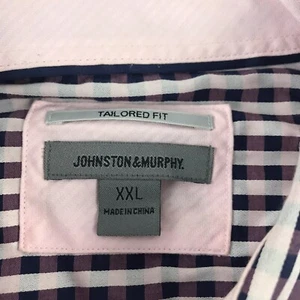 TAILORED FIT
JOHNSTON & MURPHY.
XXL
MADE IN CHINA